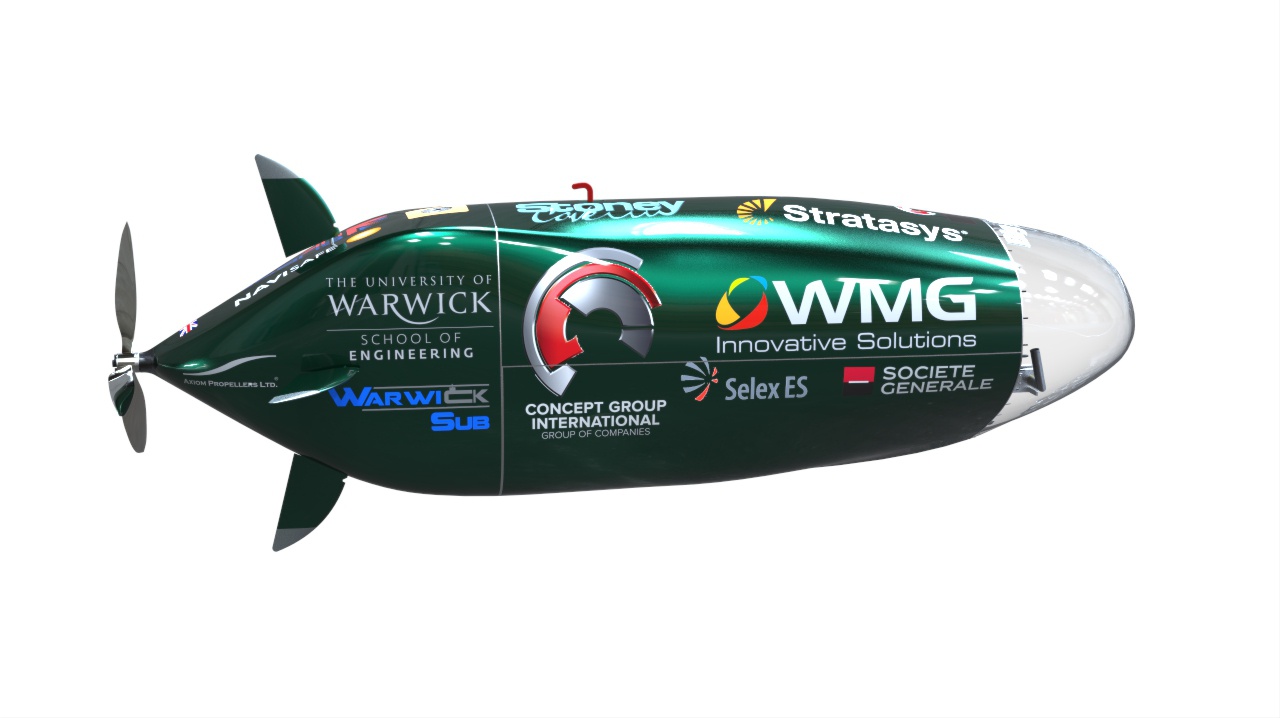 Stoney
Cove
Stratasys
NAVISAFE
THE UNIVERSITY OF
WARWICK
SCHOOL OF
ENGINEERING
WMG
Innovative Solutions
AXIOM PROPELLERS LTD.
WARWICK
SUB
Selex ES
SOCIETE
GENERALE
CONCEPT GROUP
INTERNATIONAL
GROUP OF COMPANIES